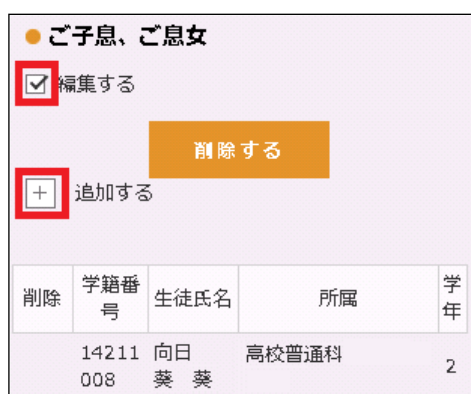 ご子息、ご息女
編集する
削除する
追加する
削除 学籍番号 生徒氏名 所属 学年
14211008 向日葵 葵 高校普通科 2